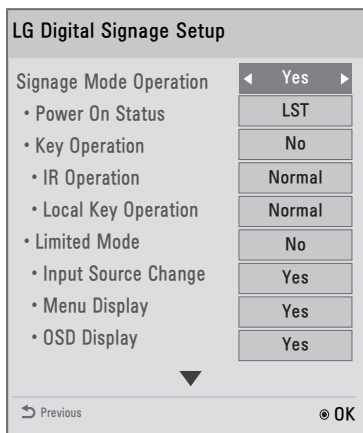 LG Digital Signage Setup
Signage Mode Operation Yes
• Power On Status LST
• Key Operation No
• IR Operation Normal
• Local Key Operation Normal
• Limited Mode No
• Input Source Change Yes
• Menu Display Yes
• OSD Display Yes
Previous OK